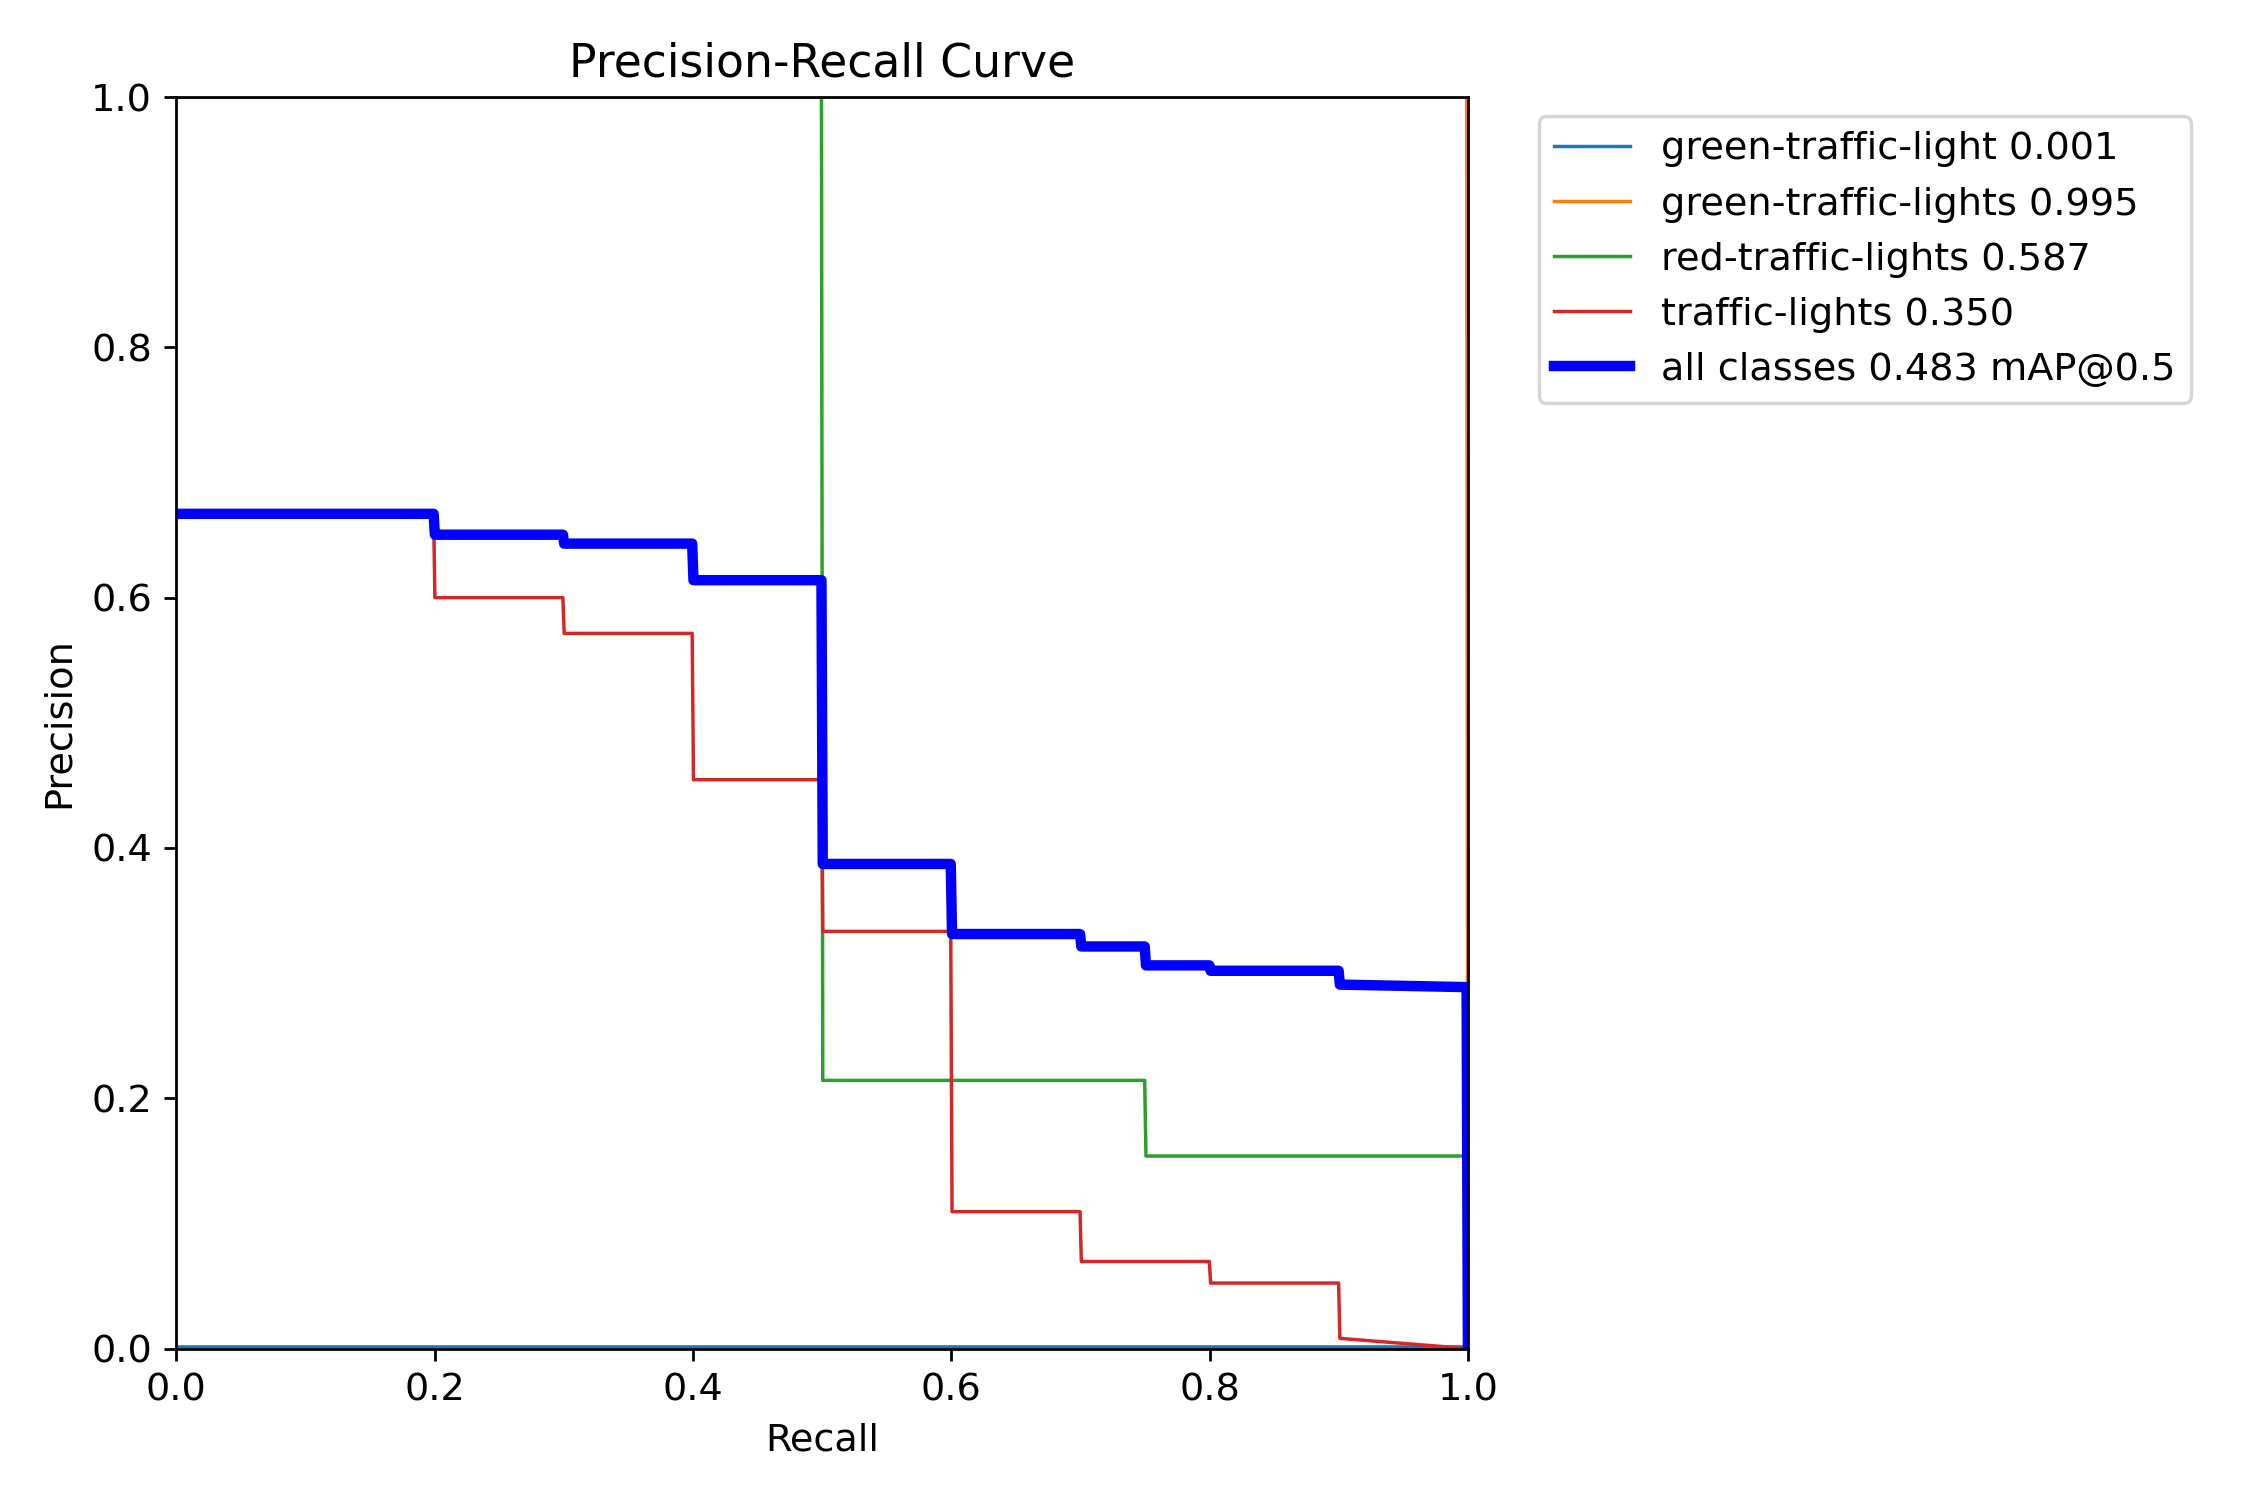 Precision-Recall Curve
1.0
0.8
0.6
0.4
0.2
0.0
Precision
0.0 0.2 0.4 0.6 0.8 1.0
Recall
green-traffic-light 0.001
green-traffic-lights 0.995
red-traffic-lights 0.587
traffic-lights 0.350
all classes 0.483 mAP@0.5